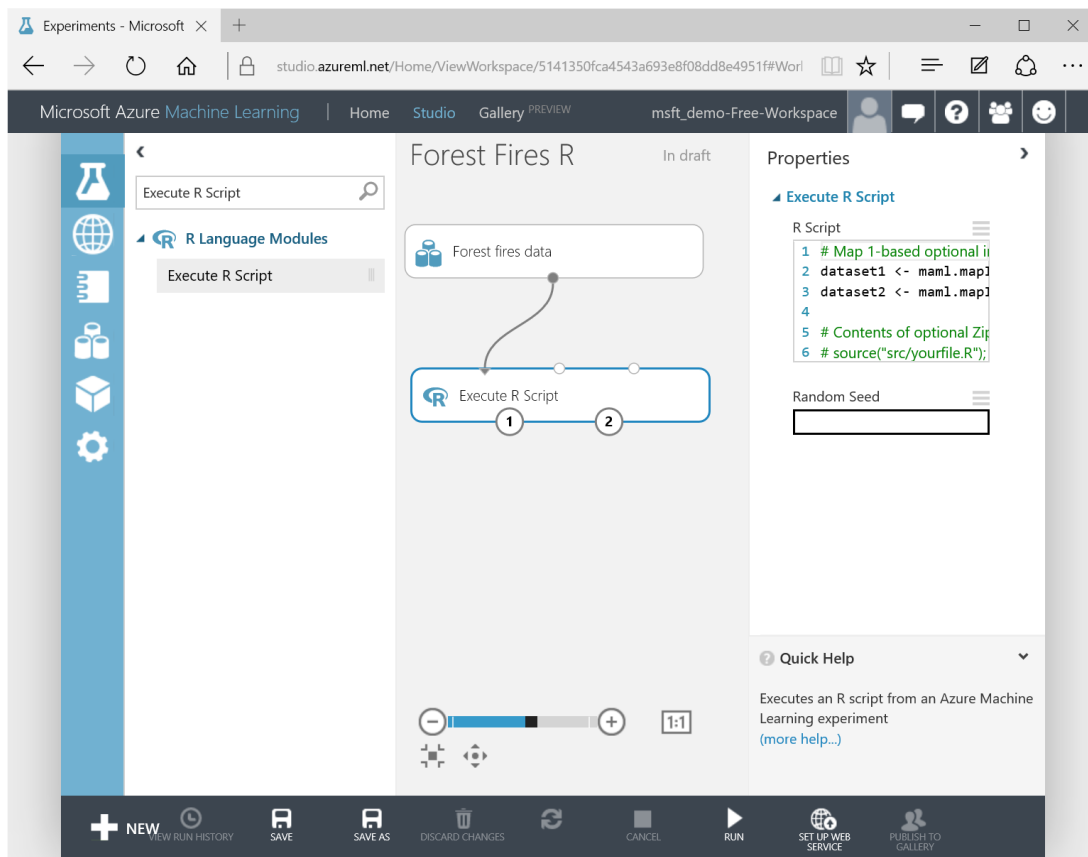 Experiments - Microsoft
studio.azureml.net/Home/ViewWorkspace/5141350fca4543a693e8f08dd8e4951f#Worl
Microsoft Azure Machine Learning | Home Studio Gallery PREVIEW msft_demo-Free-Workspace
Execute R Script
R Language Modules
Execute R Script
Forest Fires R
In draft
Forest fires data
Execute R Script
1 2
1:1
Properties
Execute R Script
R Script
1 # Map 1-based optional in
2 dataset1 <- maml.mapI
3 dataset2 <- maml.mapI
4
5 # Contents of optional Zip
6 # source("src/yourfile.R");
Random Seed
Quick Help
Executes an R script from an Azure Machine
Learning experiment
(more help...)
NEW
VIEW RUN HISTORY
SAVE
SAVE AS
DISCARD CHANGES
CANCEL
RUN
SET UP WEB
SERVICE
PUBLISH TO
GALLERY